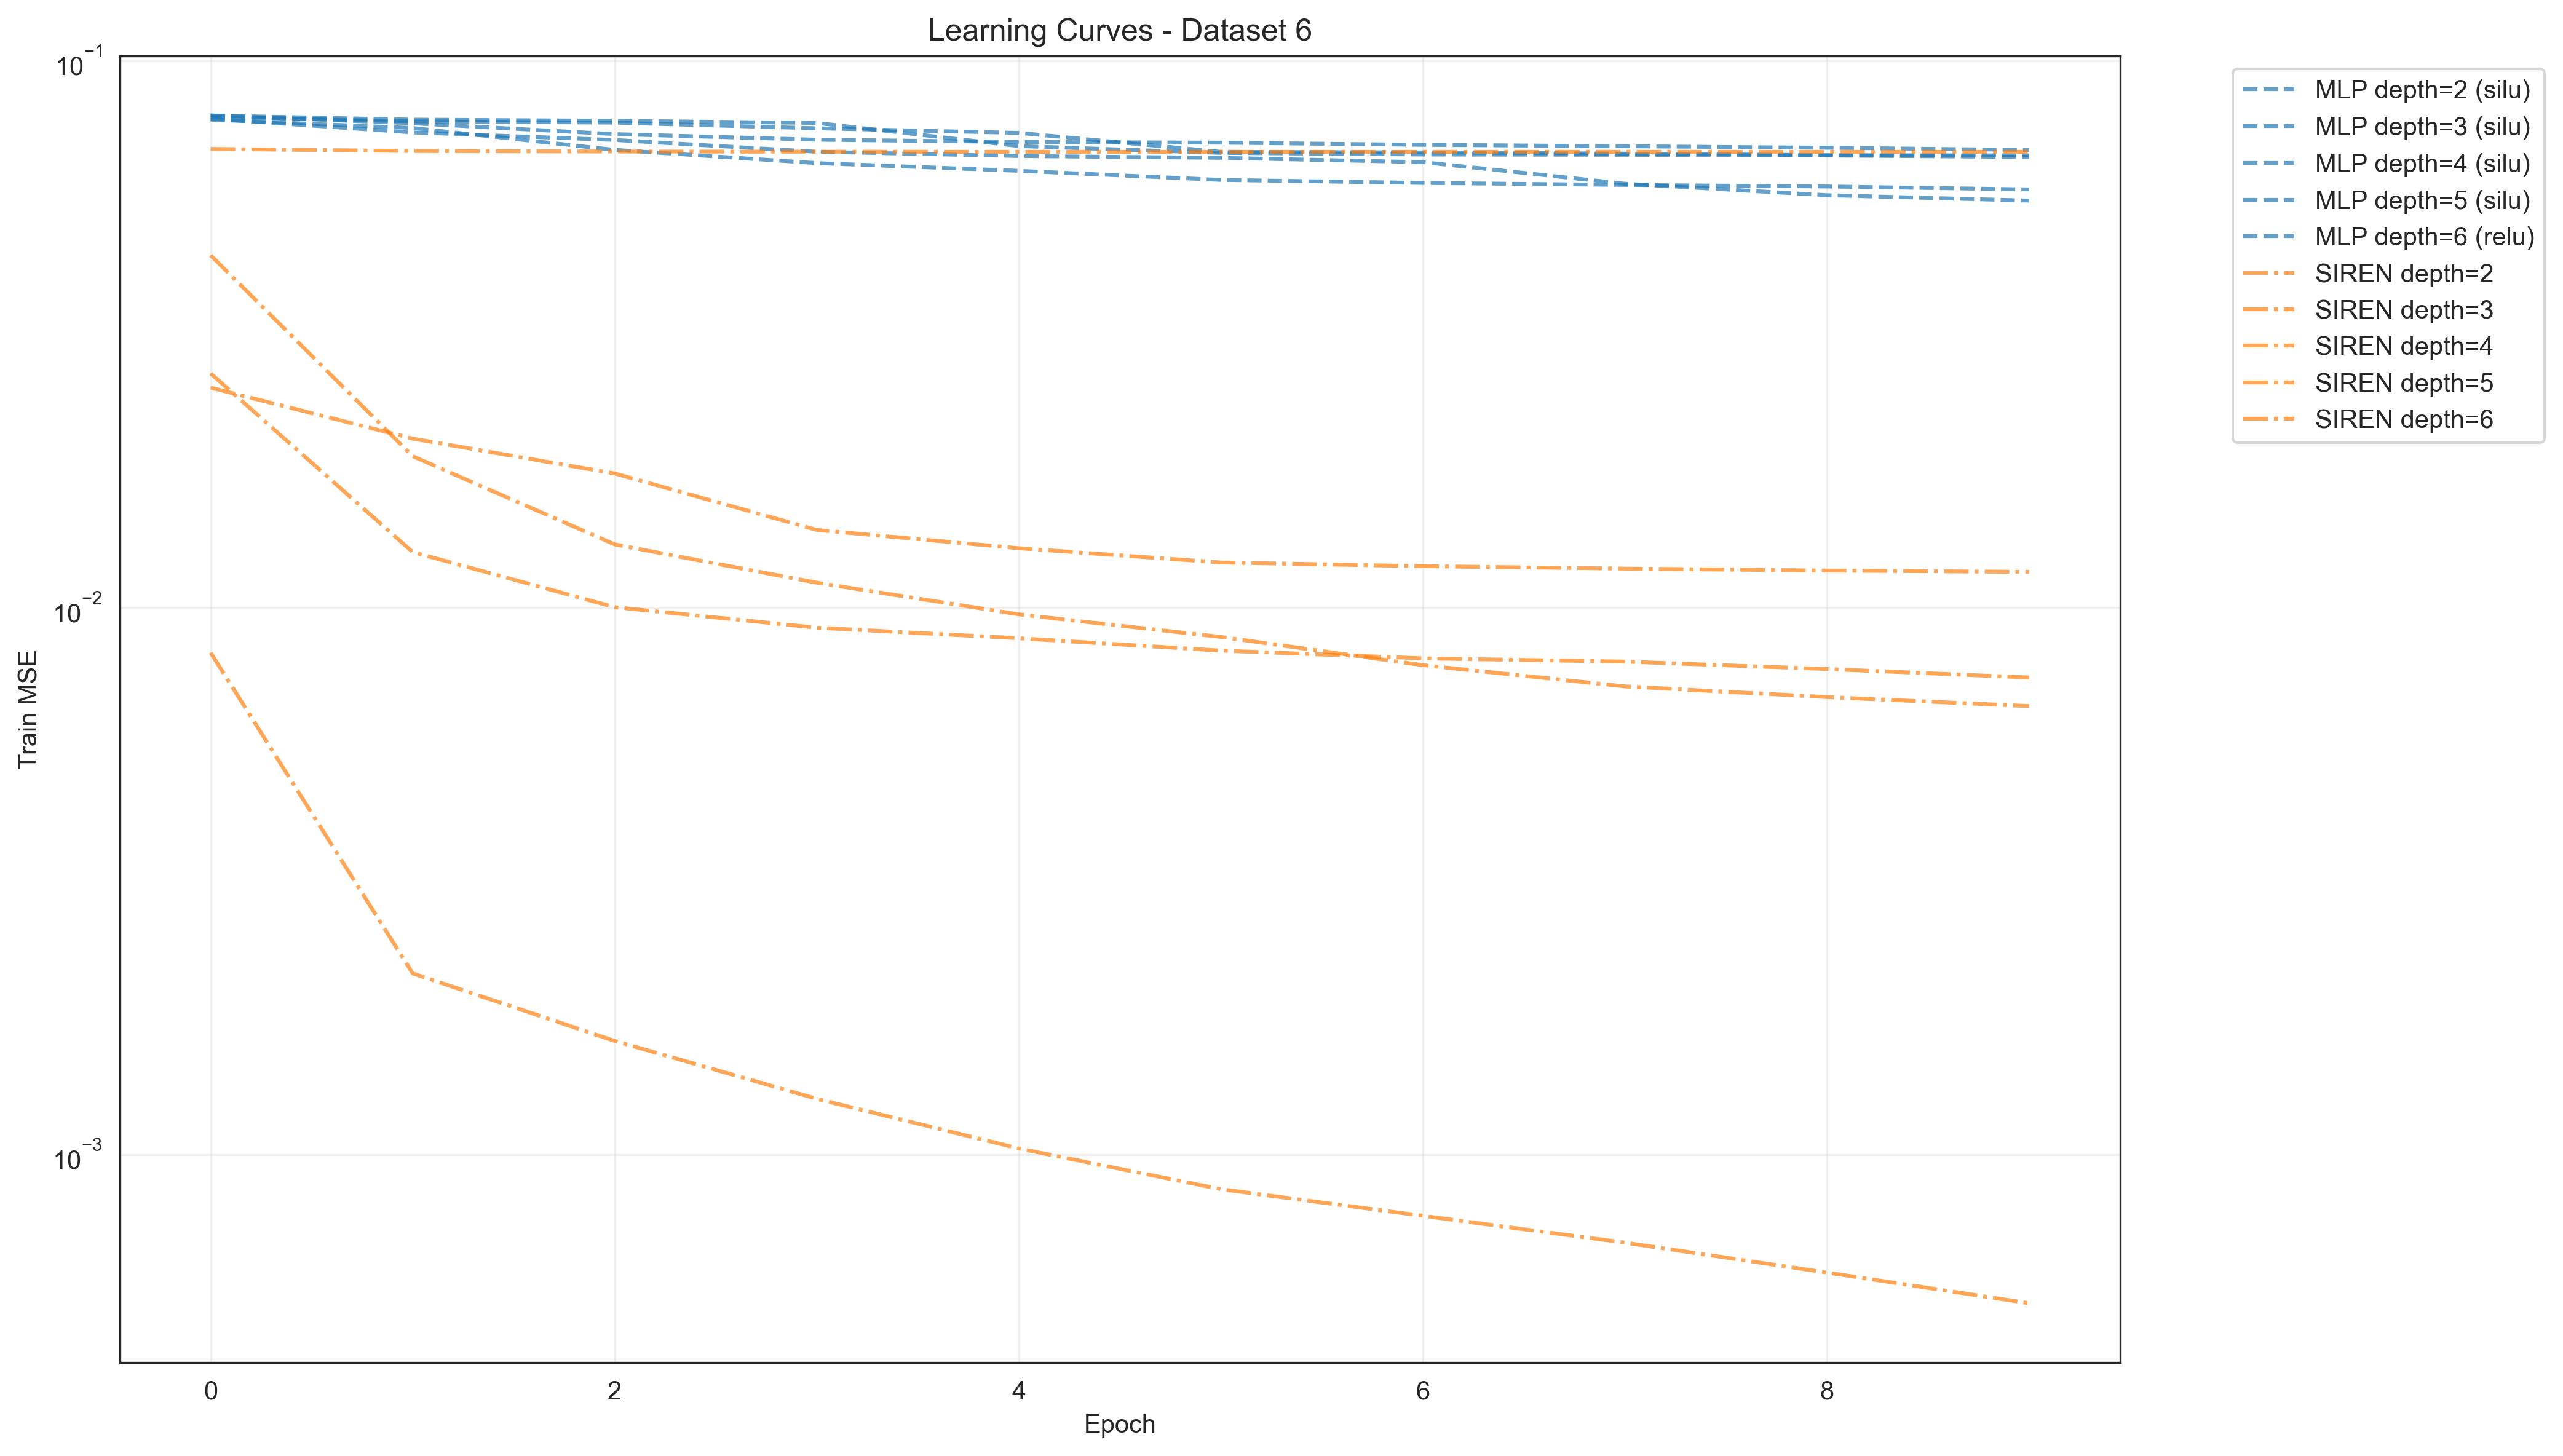 Learning Curves - Dataset 6
10⁻¹
10⁻²
10⁻³
Train MSE
0 2 4 6 8
Epoch
MLP depth=2 (silu)
MLP depth=3 (silu)
MLP depth=4 (silu)
MLP depth=5 (silu)
MLP depth=6 (relu)
SIREN depth=2
SIREN depth=3
SIREN depth=4
SIREN depth=5
SIREN depth=6